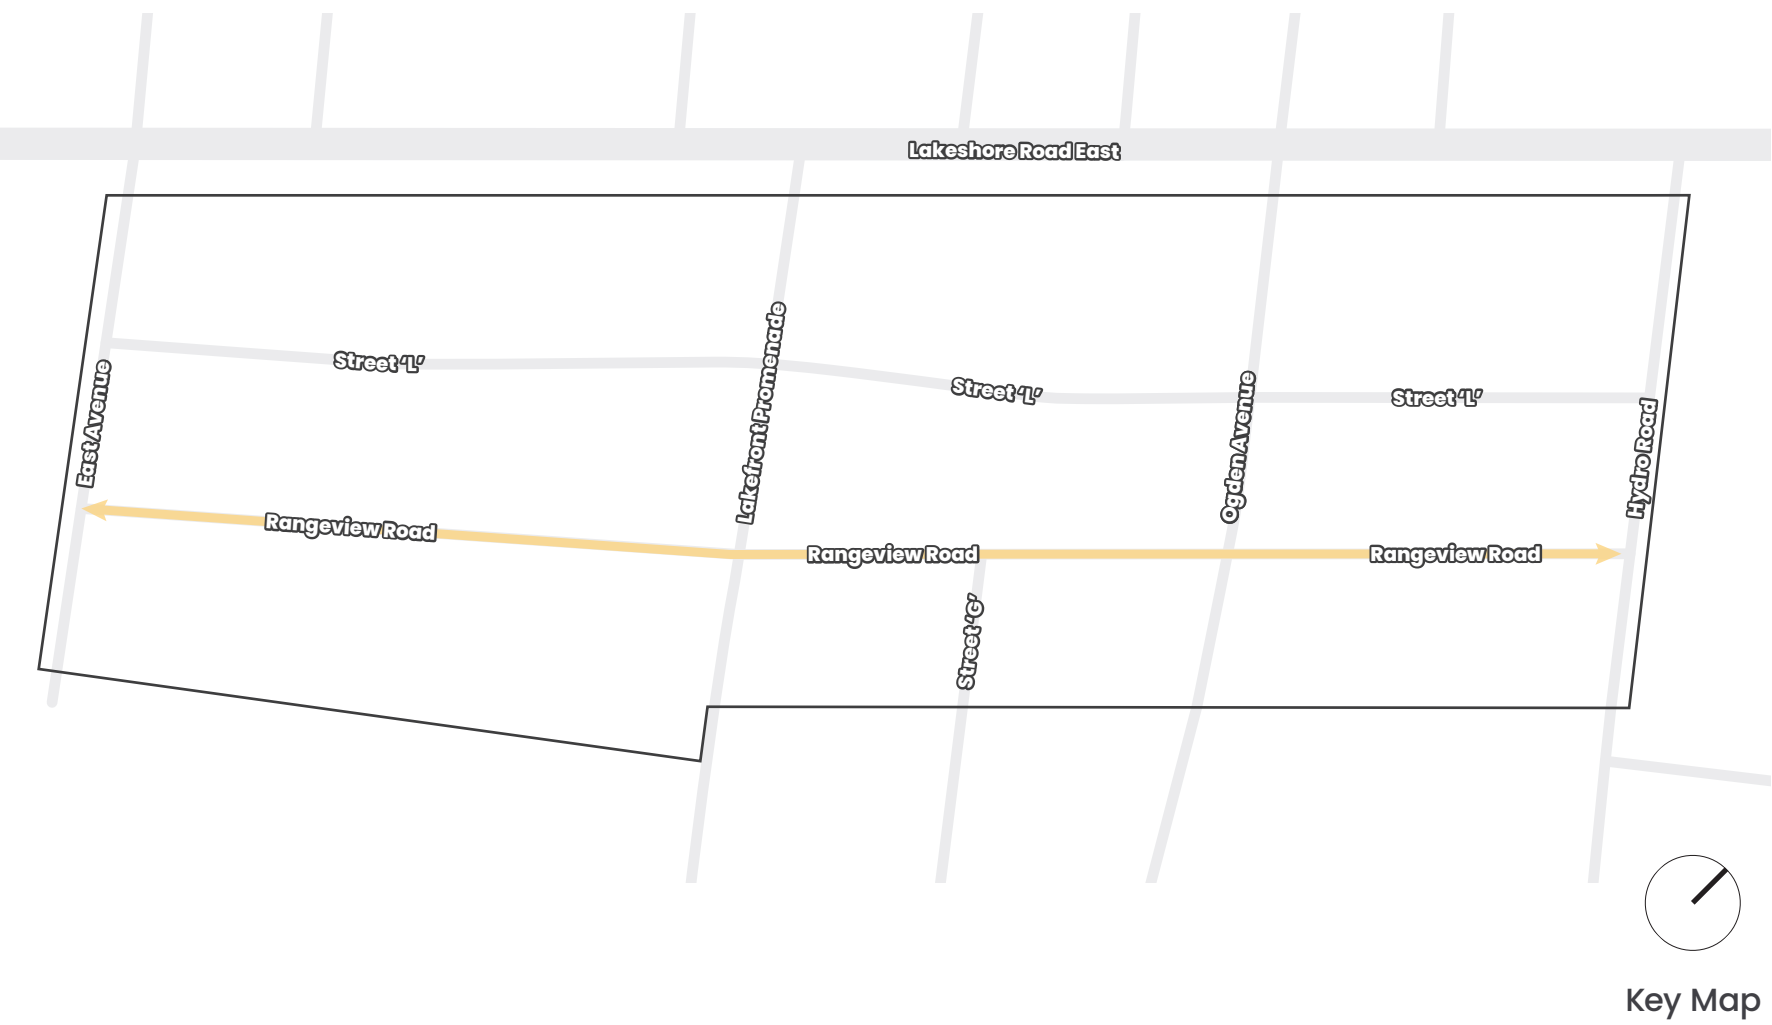 Lakeshore Road East
Lakefront Promenade
Street ‘L’
Street ‘L’
Street ‘L’
East Avenue
Ogden Avenue
Hydro Road
Rangeview Road
Rangeview Road
Rangeview Road
Street ‘G’
Key Map